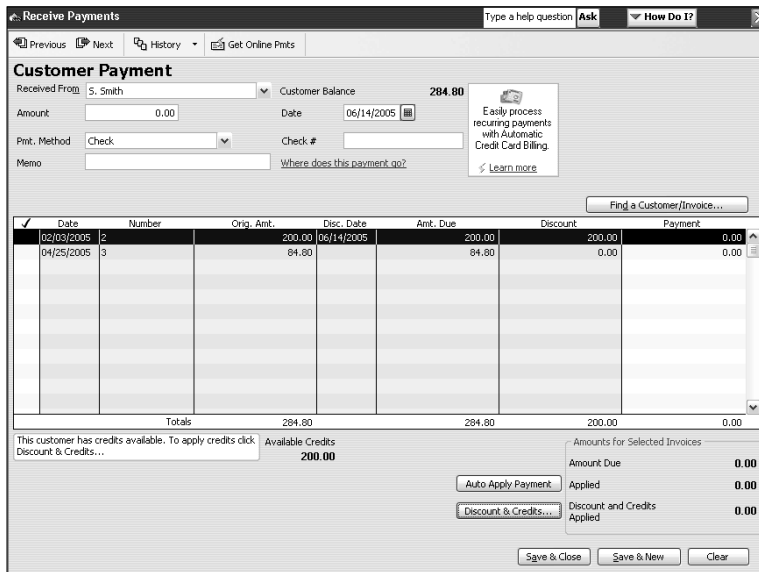 Receive Payments Type a help question Ask How Do I?
Previous Next History Get Online Pmts
Customer Payment
Received From S. Smith Customer Balance 284.80
Amount 0.00 Date 06/14/2005
Pmt. Method Check Check #
Memo Where does this payment go?
Easily process
recurring payments
with Automatic
Credit Card Billing.
Learn more
Find a Customer/Invoice...
✓ Date Number Orig. Amt. Disc. Date Amt. Due Discount Payment
02/03/2005 2 200.00 06/14/2005 200.00 200.00 0.00
04/25/2005 3 84.80 84.80 0.00 0.00
Totals 284.80 284.80 200.00 0.00
This customer has credits available. To apply credits click
Discount & Credits...
Available Credits
200.00
Amounts for Selected Invoices
Amount Due 0.00
Auto Apply Payment Applied 0.00
Discount & Credits... Discount and Credits
Applied 0.00
Save & Close Save & New Clear